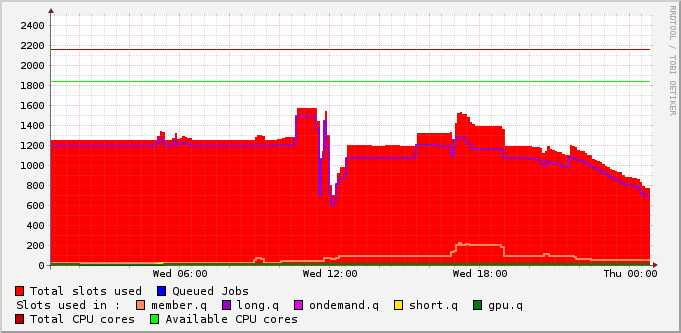 RRDTOOL / TOBI OETIKER
2400
2200
2000
1800
1600
1400
1200
1000
800
600
400
200
0
Wed 06:00 Wed 12:00 Wed 18:00 Thu 00:00
Total slots used Queued Jobs
Slots used in : member.q long.q ondemand.q short.q gpu.q
Total CPU cores Available CPU cores